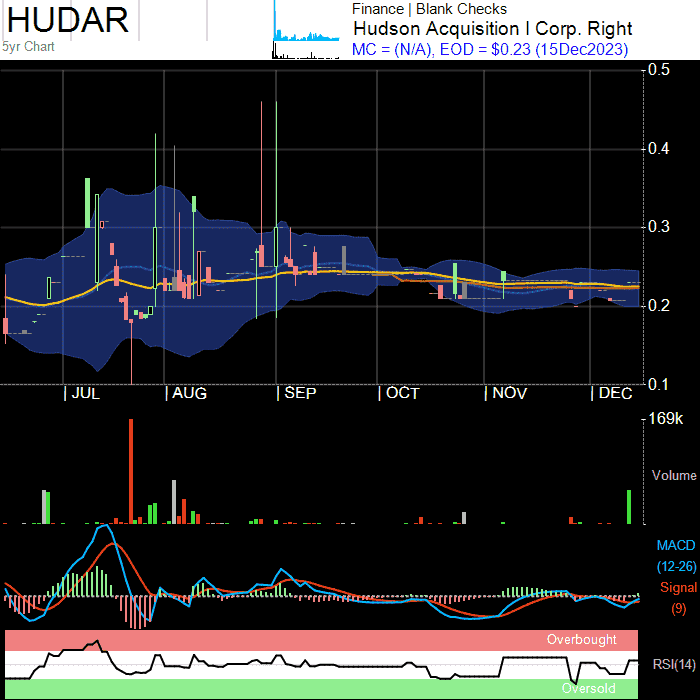 HUDAR
5yr Chart
Finance | Blank Checks
Hudson Acquisition I Corp. Right
MC = (N/A), EOD = $0.23 (15Dec2023)
0.5
0.4
0.3
0.2
0.1
| JUL | AUG | SEP | OCT | NOV | DEC
169k
Volume
MACD
(12-26)
Signal
(9)
Overbought
RSI(14)
Oversold